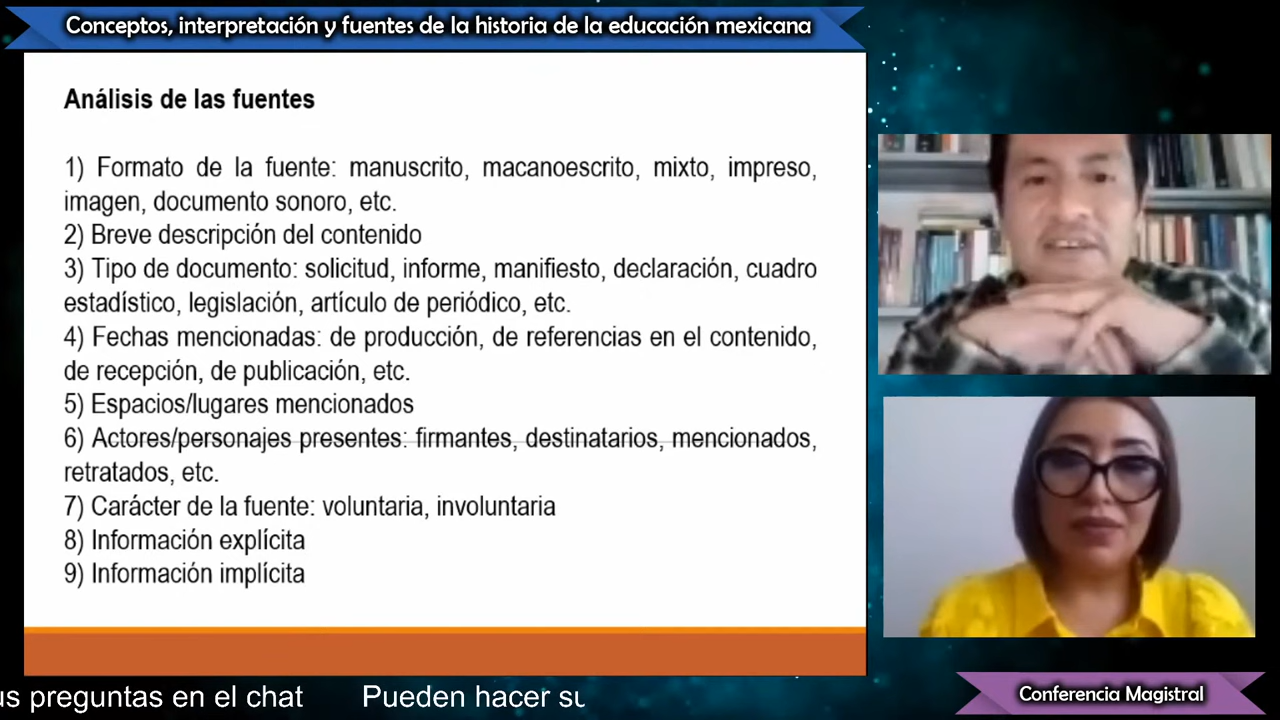 Conceptos, interpretación y fuentes de la historia de la educación mexicana
Análisis de las fuentes
1) Formato de la fuente: manuscrito, macanoescrito, mixto, impreso,
imagen, documento sonoro, etc.
2) Breve descripción del contenido
3) Tipo de documento: solicitud, informe, manifiesto, declaración, cuadro
estadístico, legislación, artículo de periódico, etc.
4) Fechas mencionadas: de producción, de referencias en el contenido,
de recepción, de publicación, etc.
5) Espacios/lugares mencionados
6) Actores/personajes presentes: firmantes, destinatarios, mencionados,
retratados, etc.
7) Carácter de la fuente: voluntaria, involuntaria
8) Información explícita
9) Información implícita
us preguntas en el chat Pueden hacer su
Conferencia Magistral